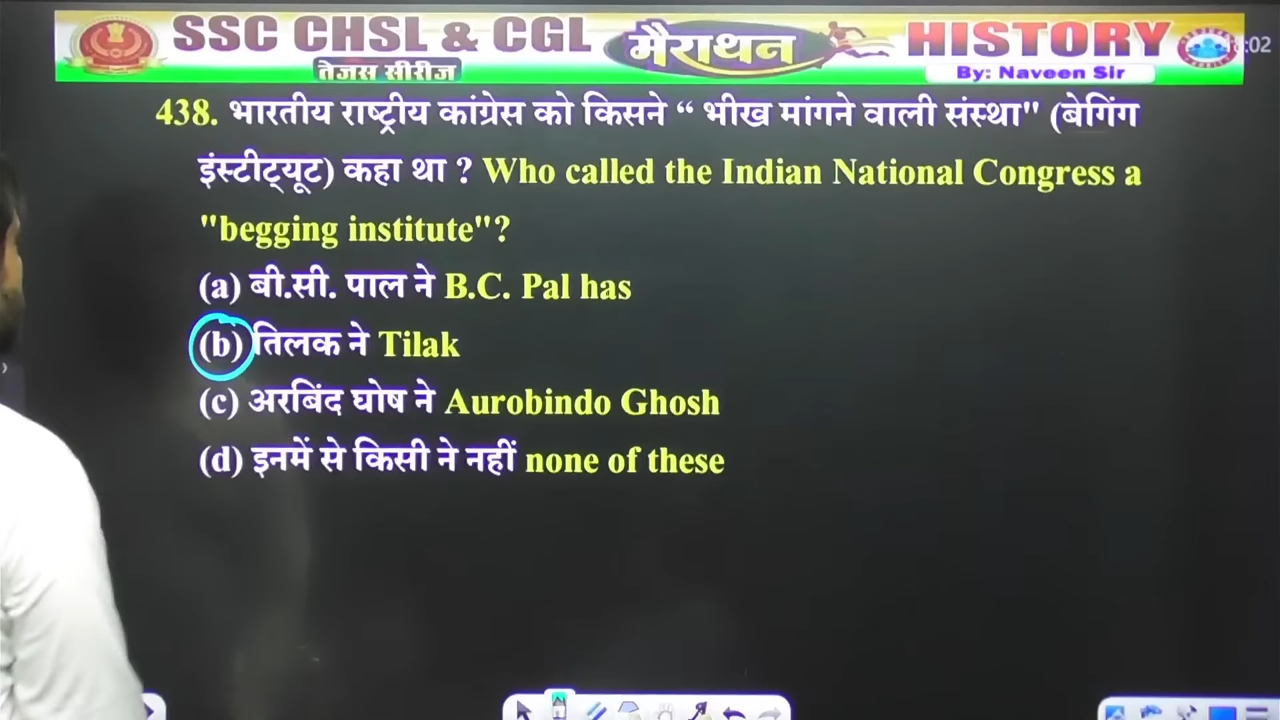 SSC CHSL & CGL मैराथन HISTORY
तेजस सीरीज By: Naveen Sir
438. भारतीय राष्ट्रीय कांग्रेस को किसने “ भीख मांगने वाली संस्था" (बेगिंग
इंस्टीट्यूट) कहा था ? Who called the Indian National Congress a
"begging institute"?
(a) बी.सी. पाल ने B.C. Pal has
(b) तिलक ने Tilak
(c) अरबिंद घोष ने Aurobindo Ghosh
(d) इनमें से किसी ने नहीं none of these